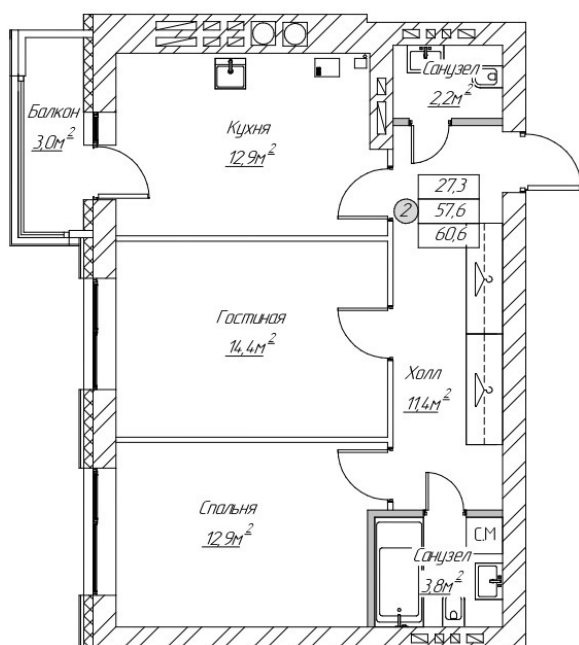 Санузел
2,2м²
Балкон
3,0м²
Кухня
12,9м²
27,3
2
57,6
60,6
Гостиная
14,4м²
Холл
11,4м²
Спальня
12,9м²
С.М
Санузел
3,8м²